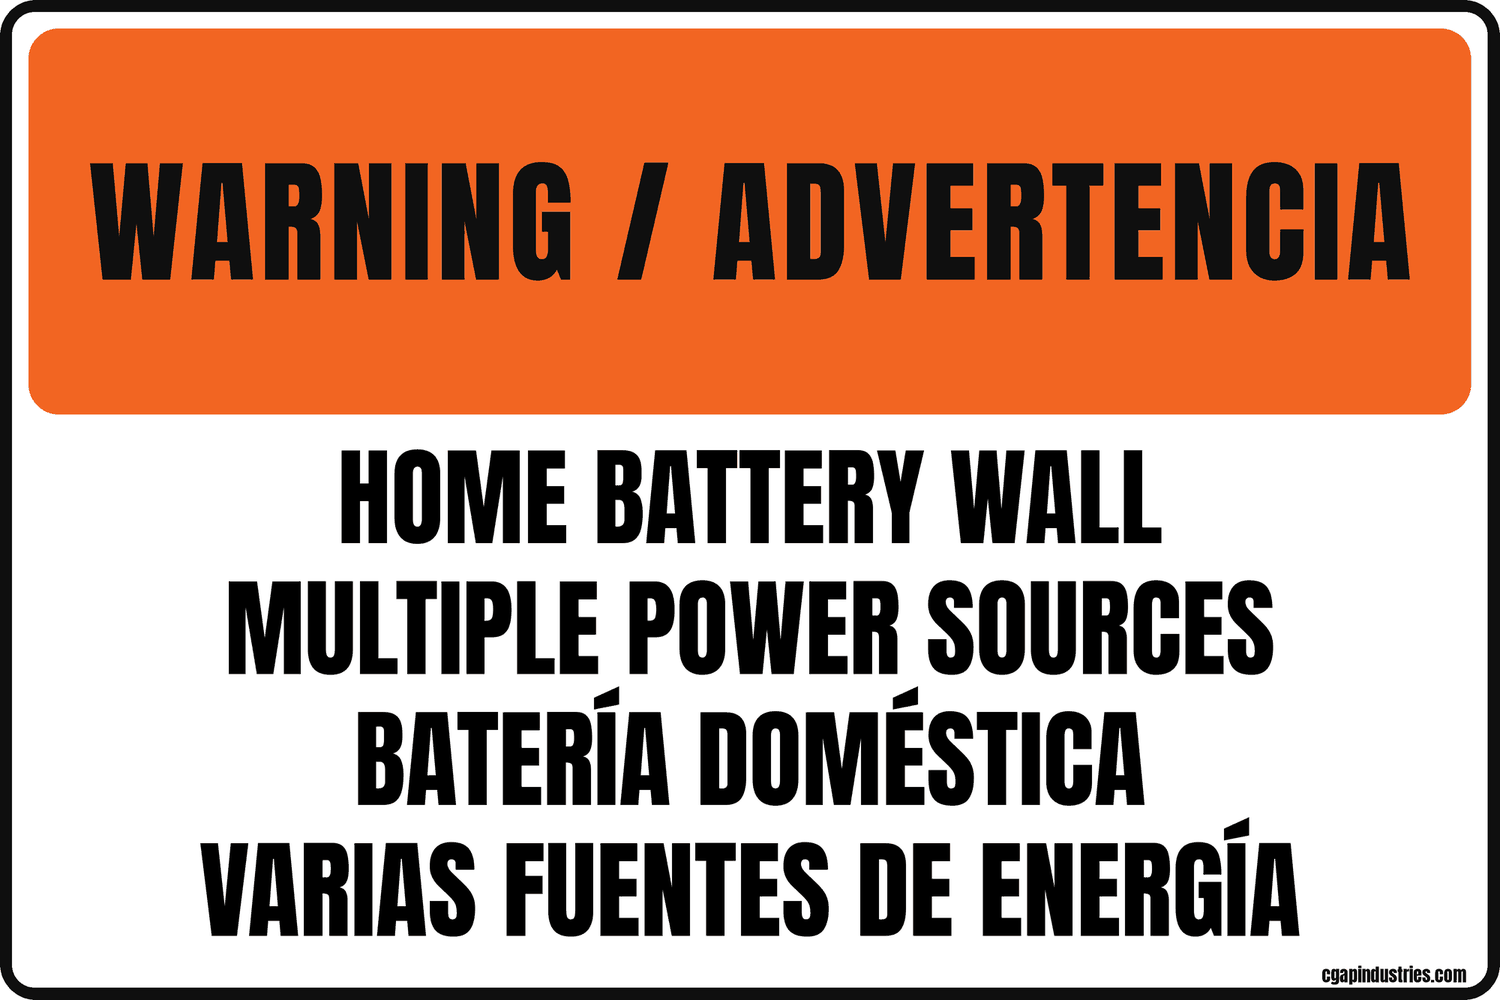 WARNING / ADVERTENCIA
HOME BATTERY WALL
MULTIPLE POWER SOURCES
BATERÍA DOMÉSTICA
VARIAS FUENTES DE ENERGÍA
cgapindustries.com